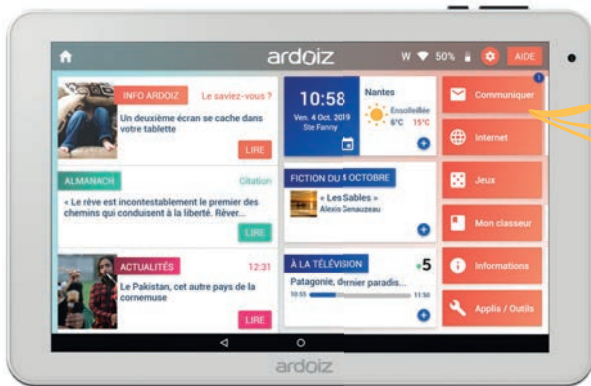 ardoiz
W 50% AIDE
INFO ARDOIZ Le saviez-vous ?
Un deuxième écran se cache dans
votre tablette
LIRE
ALMANACH Citation
« Le rêve est incontestablement le premier des
chemins qui conduisent à la liberté. Rêver...
LIRE
ACTUALITÉS 12:31
Le Pakistan, cet autre pays de la
cornemuse
LIRE
10:58
Ven. 4 Oct. 2019
Ste Fanny
Nantes
Ensoleillée
6°C 15°C
FICTION DU OCTOBRE
« Les Sables »
Alexis Senauzeau
À LA TÉLÉVISION 5
Patagonie, dernier paradis...
10:55 11:50
1
Communiquer
Internet
Jeux
Mon classeur
Informations
Applis / Outils
ardoiz